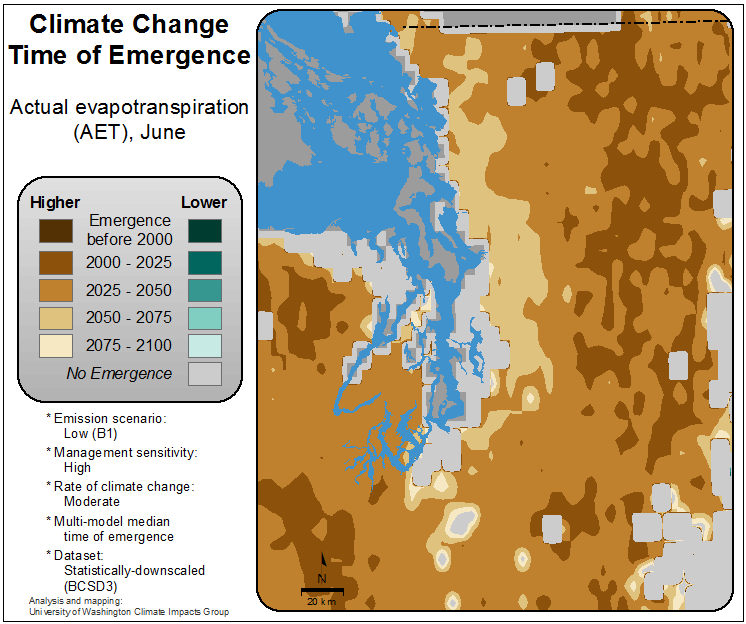 Climate Change
Time of Emergence
Actual evapotranspiration
(AET), June
Higher Lower
Emergence
before 2000
2000 - 2025
2025 - 2050
2050 - 2075
2075 - 2100
No Emergence
* Emission scenario:
Low (B1)
* Management sensitivity:
High
* Rate of climate change:
Moderate
* Multi-model median
time of emergence
* Dataset:
Statistically-downscaled
(BCSD3)
Analysis and mapping:
University of Washington Climate Impacts Group
N
20 km